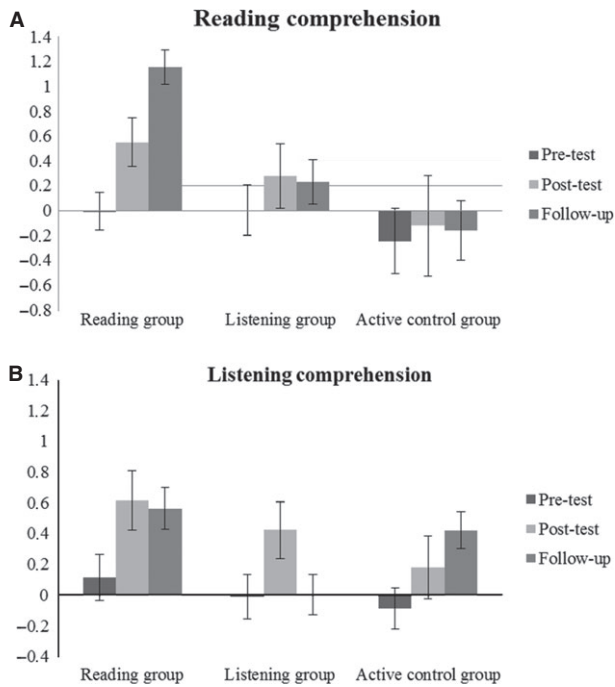 A
Reading comprehension
1.4
1.2
1
0.8
0.6
0.4
0.2
0
–0.2
–0.4
–0.6
–0.8
Reading group Listening group Active control group
Pre-test
Post-test
Follow-up
B
Listening comprehension
1.4
1.2
1
0.8
0.6
0.4
0.2
0
–0.2
–0.4
Reading group Listening group Active control group
Pre-test
Post-test
Follow-up